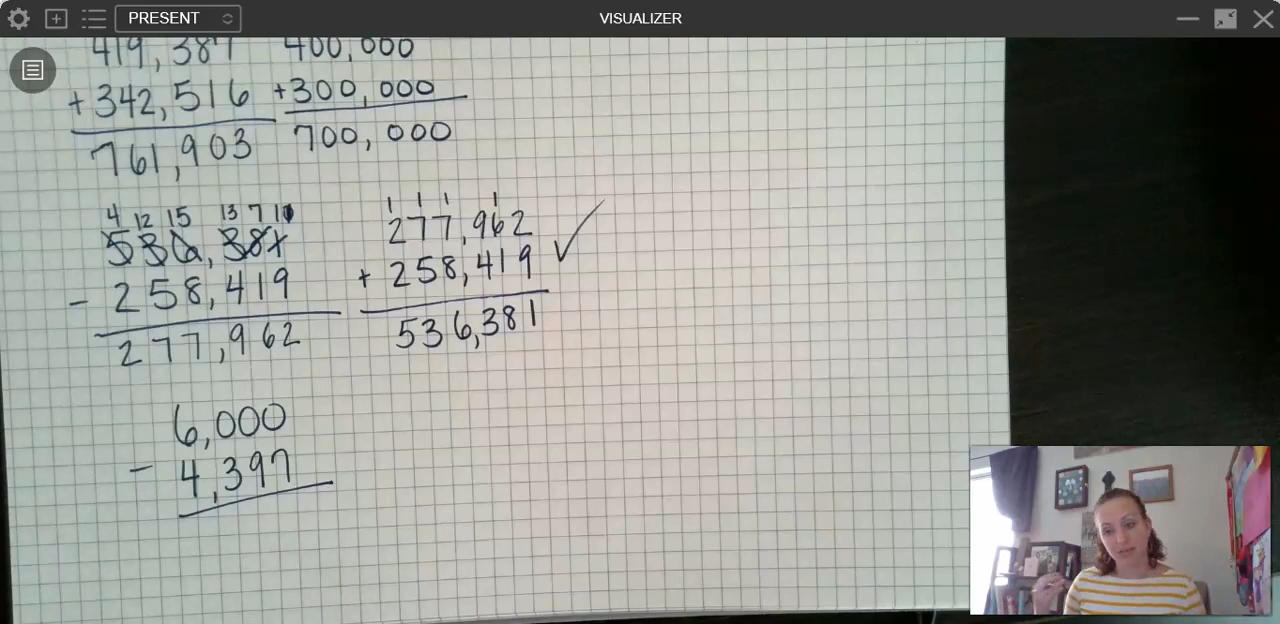 PRESENT
VISUALIZER
419,387 400,000
+342,516 +300,000
761,903 700,000
4 12 15 13 7 11
536,381
- 258,419
277,962
1 1 1 1
277,962
+ 258,419
536,381
6,000
- 4,397